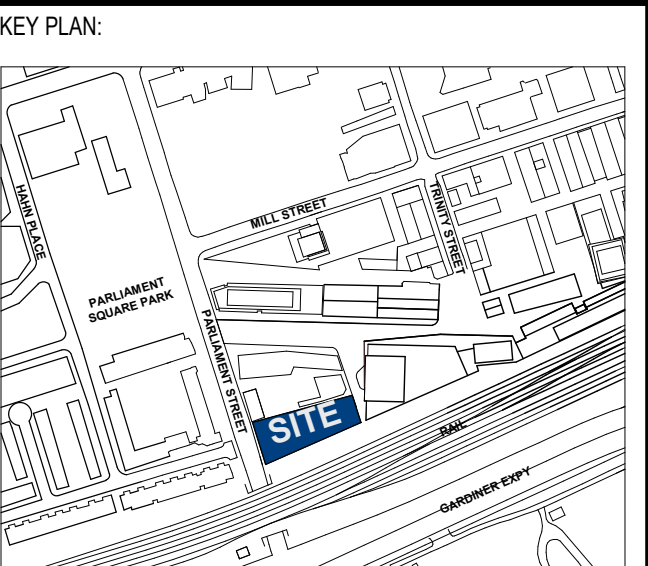 KEY PLAN:
HAHN PLACE
MILL STREET
TRINITY STREET
PARLIAMENT
SQUARE PARK
PARLIAMENT STREET
SITE
RAIL
GARDINER EXPY